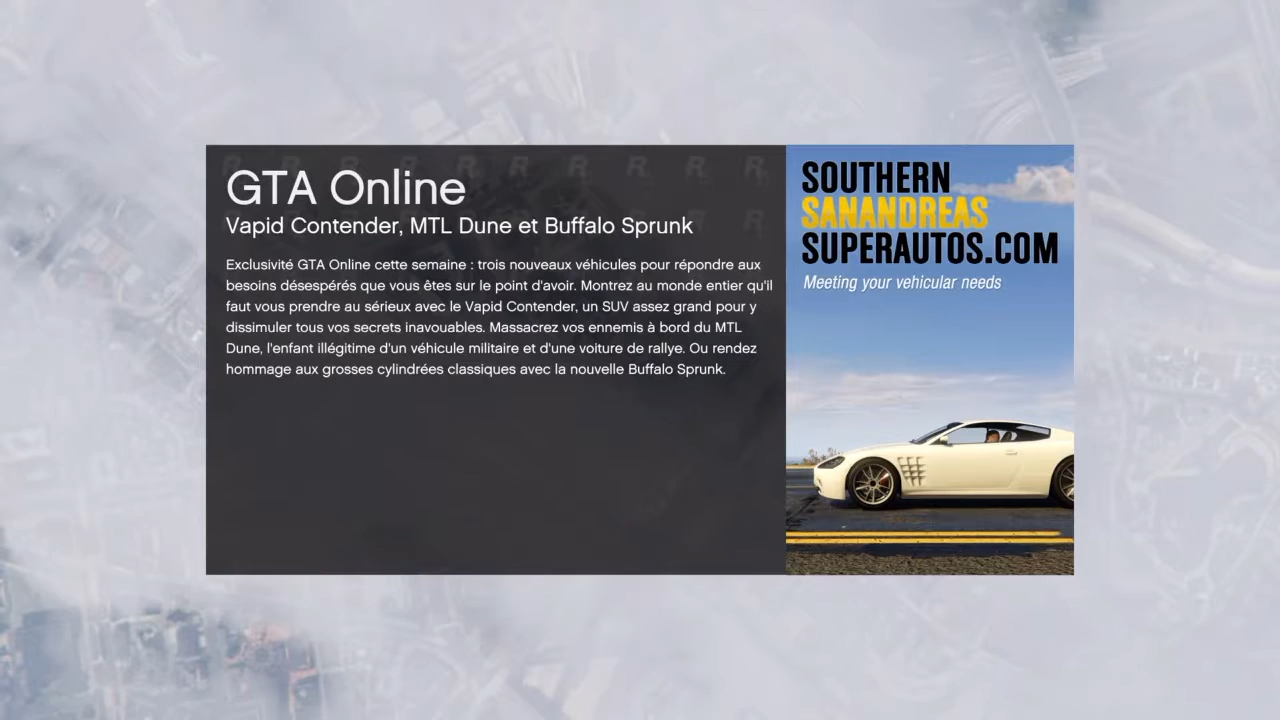 GTA Online
Vapid Contender, MTL Dune et Buffalo Sprunk
Exclusivité GTA Online cette semaine : trois nouveaux véhicules pour répondre aux
besoins désespérés que vous êtes sur le point d'avoir. Montrez au monde entier qu'il
faut vous prendre au sérieux avec le Vapid Contender, un SUV assez grand pour y
dissimuler tous vos secrets inavouables. Massacrez vos ennemis à bord du MTL
Dune, l'enfant illégitime d'un véhicule militaire et d'une voiture de rallye. Ou rendez
hommage aux grosses cylindrées classiques avec la nouvelle Buffalo Sprunk.
SOUTHERN
SANANDREAS
SUPERAUTOS.COM
Meeting your vehicular needs